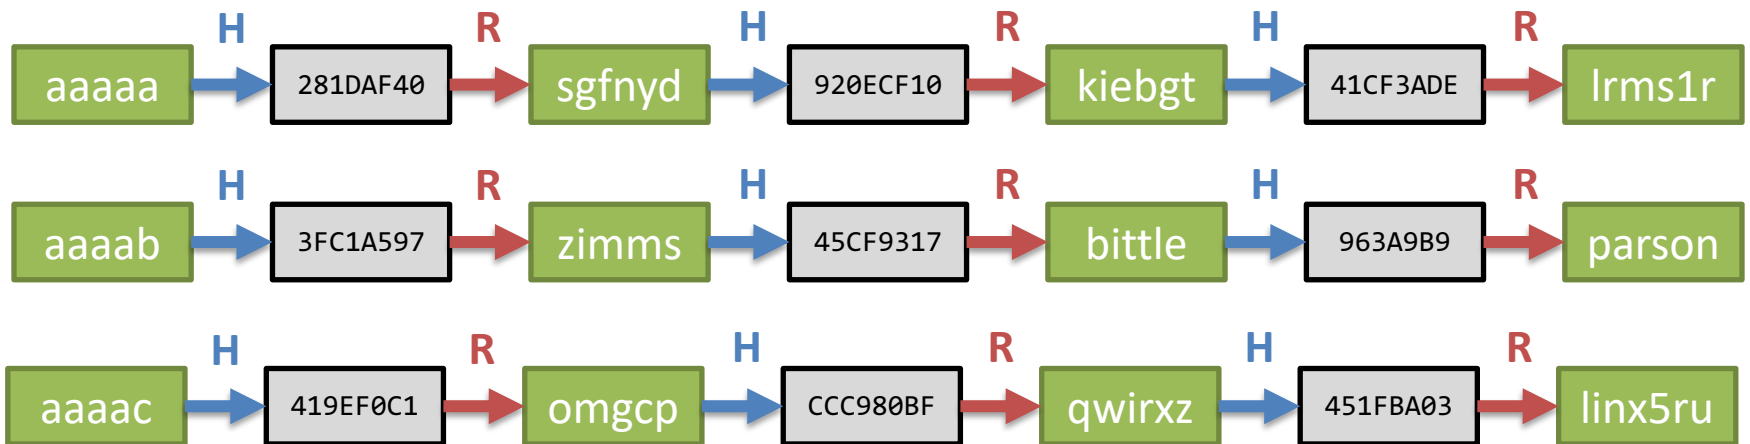 H R H R H R
aaaaa 281DAF40 sgfnyd 920ECF10 kiebgt 41CF3ADE lrms1r
H R H R H R
aaaab 3FC1A597 zimms 45CF9317 bittle 963A9B9 parson
H R H R H R
aaaac 419EF0C1 omgcp CCC980BF qwirxz 451FBA03 linx5ru